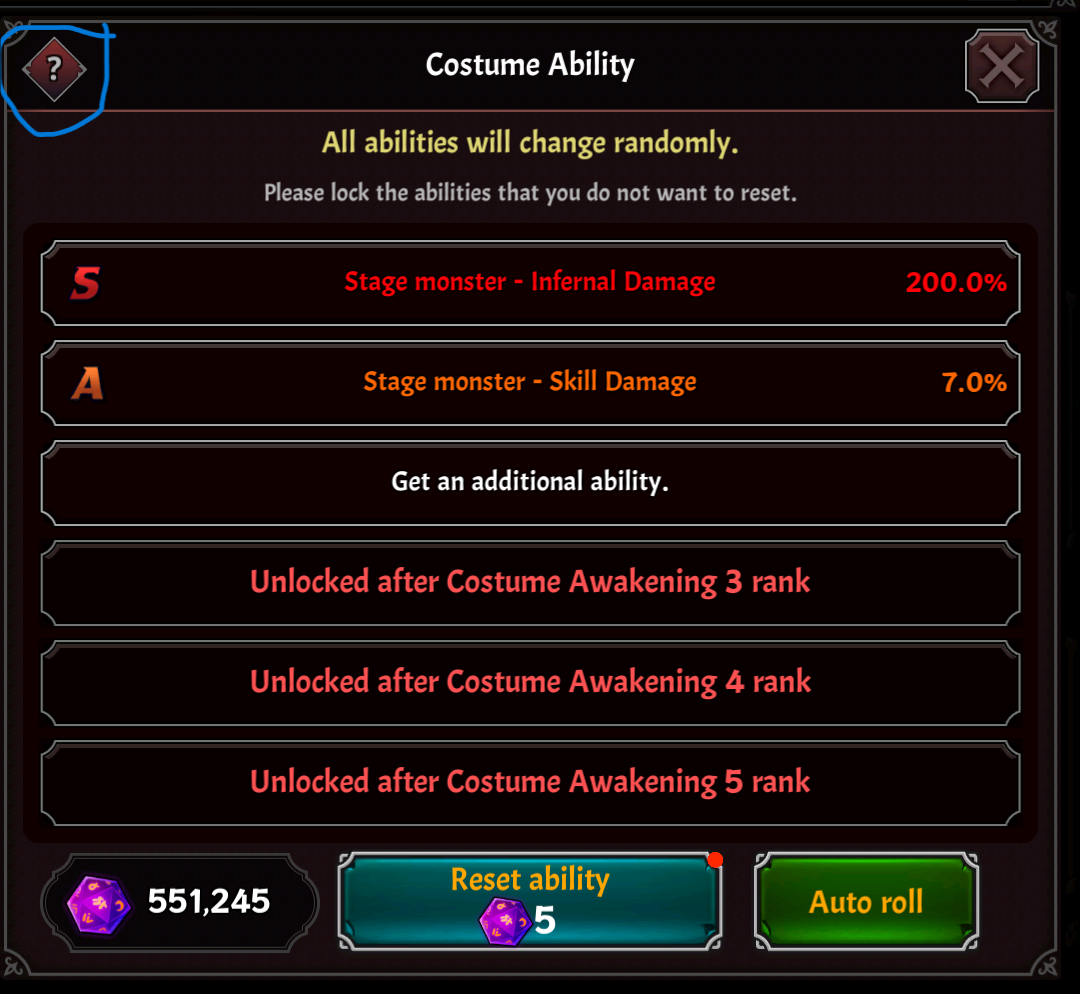 ?
Costume Ability
All abilities will change randomly.
Please lock the abilities that you do not want to reset.
S Stage monster - Infernal Damage 200.0%
A Stage monster - Skill Damage 7.0%
Get an additional ability.
Unlocked after Costume Awakening 3 rank
Unlocked after Costume Awakening 4 rank
Unlocked after Costume Awakening 5 rank
551,245
Reset ability
5
Auto roll